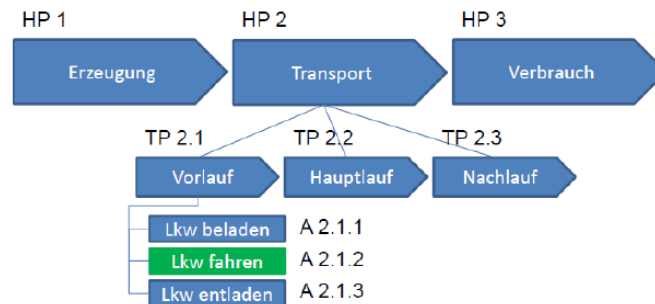 HP 1 HP 2 HP 3
Erzeugung Transport Verbrauch
TP 2.1 TP 2.2 TP 2.3
Vorlauf Hauptlauf Nachlauf
Lkw beladen A 2.1.1
Lkw fahren A 2.1.2
Lkw entladen A 2.1.3